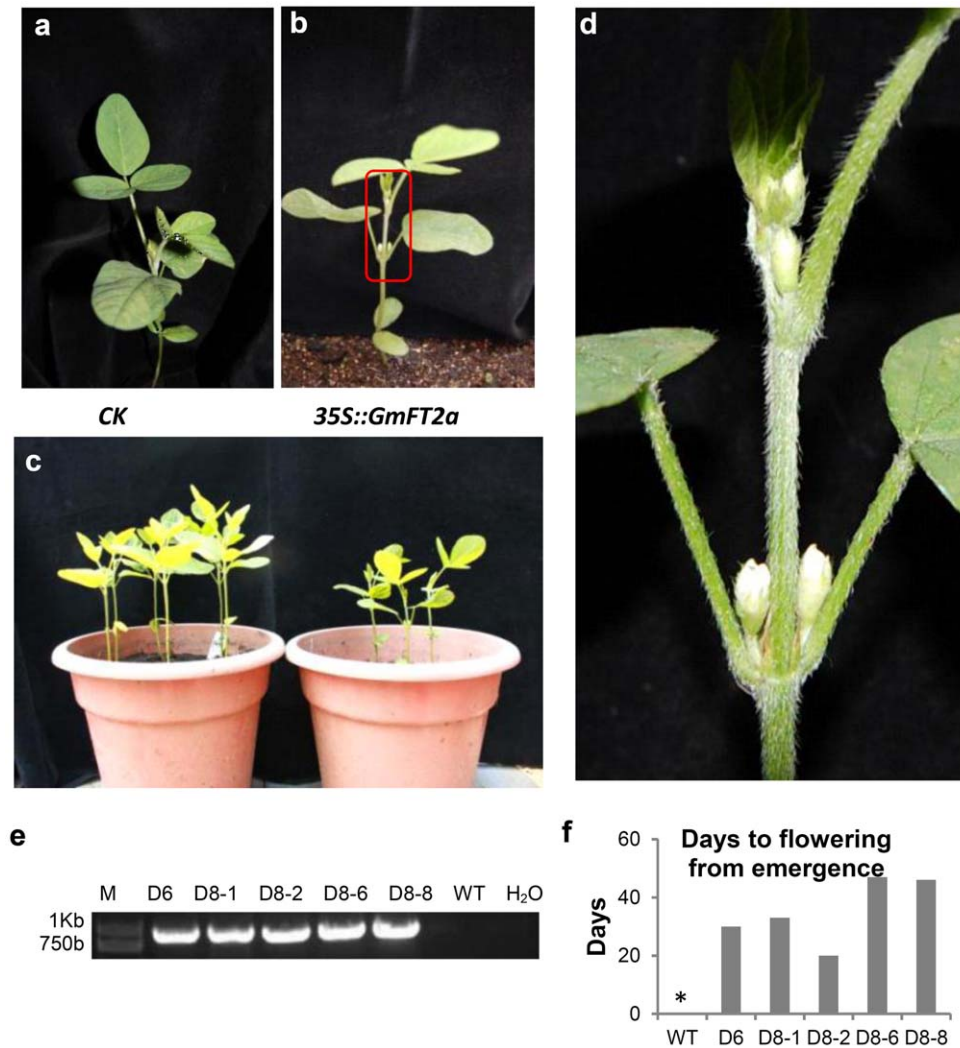 a
b
d
CK
35S::GmFT2a
c
e
M D6 D8-1 D8-2 D8-6 D8-8 WT H₂O
1Kb
750b
f
Days to flowering
from emergence
Days
60
40
20
0
*
WT D6 D8-1 D8-2 D8-6 D8-8